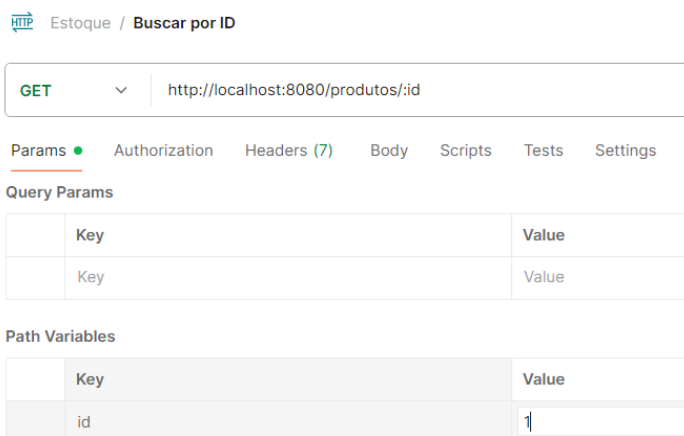 HTTP Estoque / Buscar por ID
GET http://localhost:8080/produtos/:id
Params Authorization Headers (7) Body Scripts Tests Settings
Query Params
Key Value
Key Value
Path Variables
Key Value
id 1